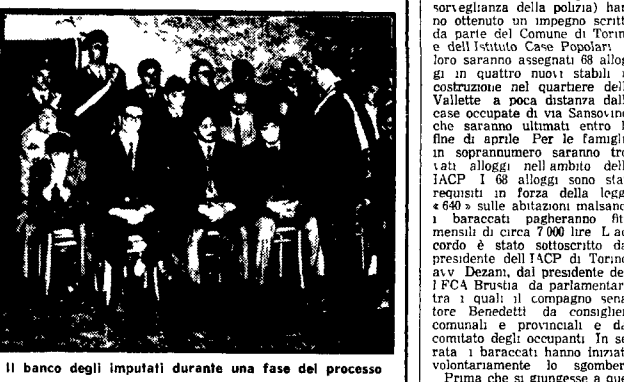 Il banco degli imputati durante una fase del processo
sorveglianza della polizia) han
no ottenuto un impegno scritt
da parte del Comune di Torin
e dell Istituto Case Popolari
loro saranno assegnati 68 allog
gi in quattro nuovi stabili
costruzione nel quartiere dell
Vallette a poca distanza dall
case occupate di via Sansovino
che saranno ultimati entro l
fine di aprile Per le famigli
in soprannumero saranno tro
vati alloggi nell ambito dell
IACP I 68 alloggi sono stat
requisiti in forza della legg
« 640 » sulle abitazioni malsane
i baraccati pagheranno fit
mensili di circa 7 000 lire L ac
cordo è stato sottoscritto da
presidente dell IACP di Torino
avv Dezani, dal presidente de
l ECA Brustia da parlamentar
tra i quali il compagno sena
tore Benedetti da consiglier
comunali e provinciali e da
comitato degli occupanti In se
rata i baraccati hanno iniziat
volontariamente lo sgomber
Prima che si giungesse a que